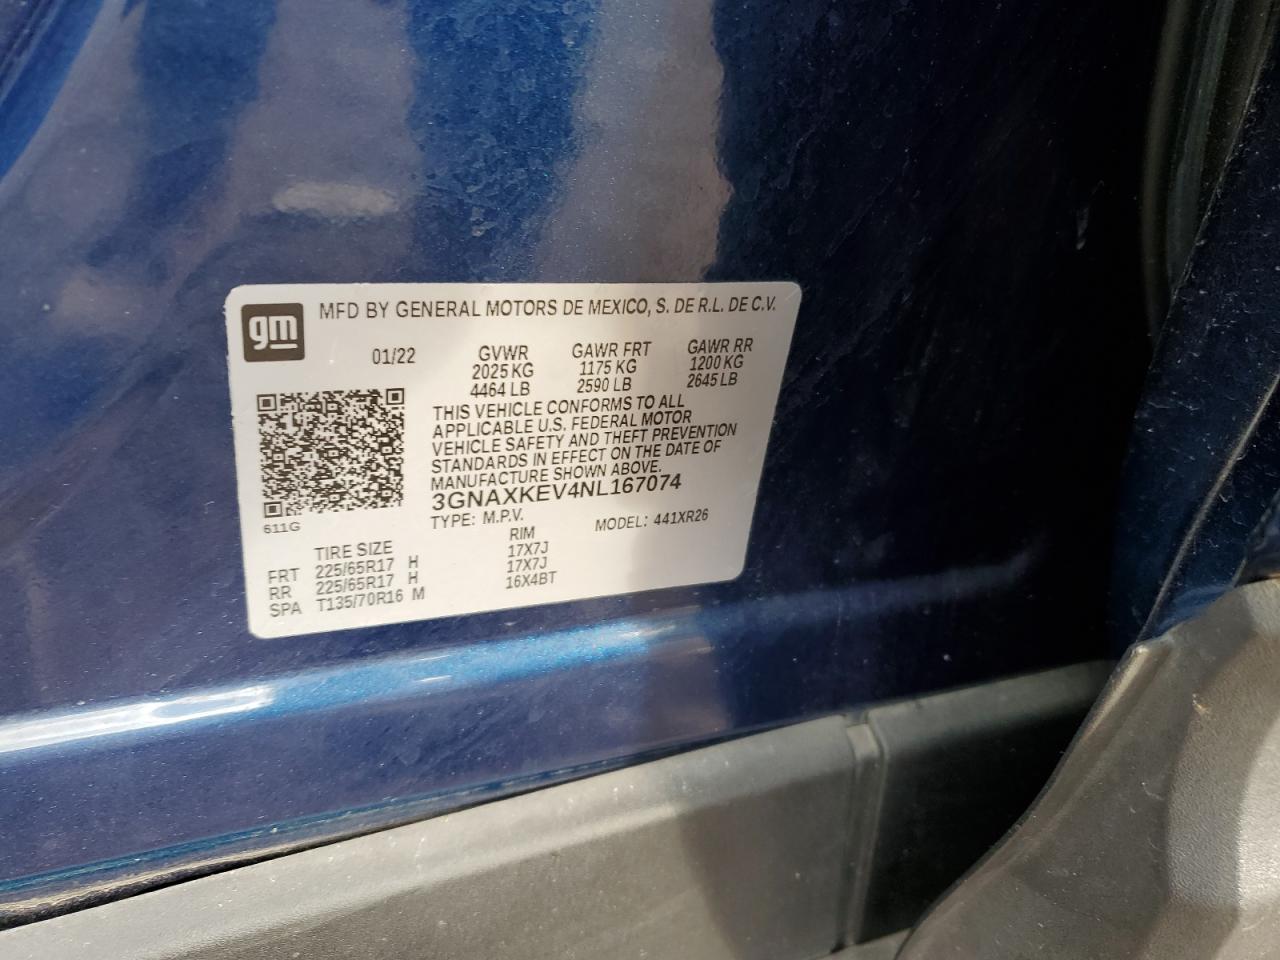 gm
MFD BY GENERAL MOTORS DE MEXICO, S. DE R.L. DE C.V.
01/22 GVWR GAWR FRT GAWR RR
2025 KG 1175 KG 1200 KG
4464 LB 2590 LB 2645 LB
THIS VEHICLE CONFORMS TO ALL
APPLICABLE U.S. FEDERAL MOTOR
VEHICLE SAFETY AND THEFT PREVENTION
STANDARDS IN EFFECT ON THE DATE OF
MANUFACTURE SHOWN ABOVE.
3GNAXKEV4NL167074
611G
TYPE: M.P.V. MODEL: 441XR26
TIRE SIZE RIM
FRT 225/65R17 H 17X7J
RR 225/65R17 H 17X7J
SPA T135/70R16 M 16X4BT